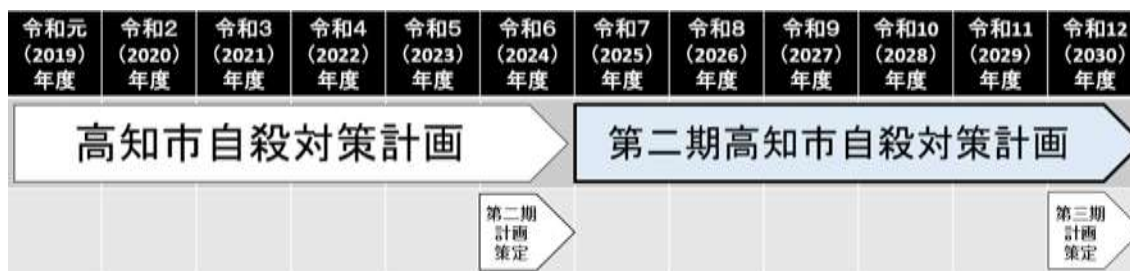 令和元 令和2 令和3 令和4 令和5 令和6 令和7 令和8 令和9 令和10 令和11 令和12
(2019) (2020) (2021) (2022) (2023) (2024) (2025) (2026) (2027) (2028) (2029) (2030)
年度 年度 年度 年度 年度 年度 年度 年度 年度 年度 年度 年度
高知市自殺対策計画 第二期高知市自殺対策計画
第二期 第三期
計画 計画
策定 策定